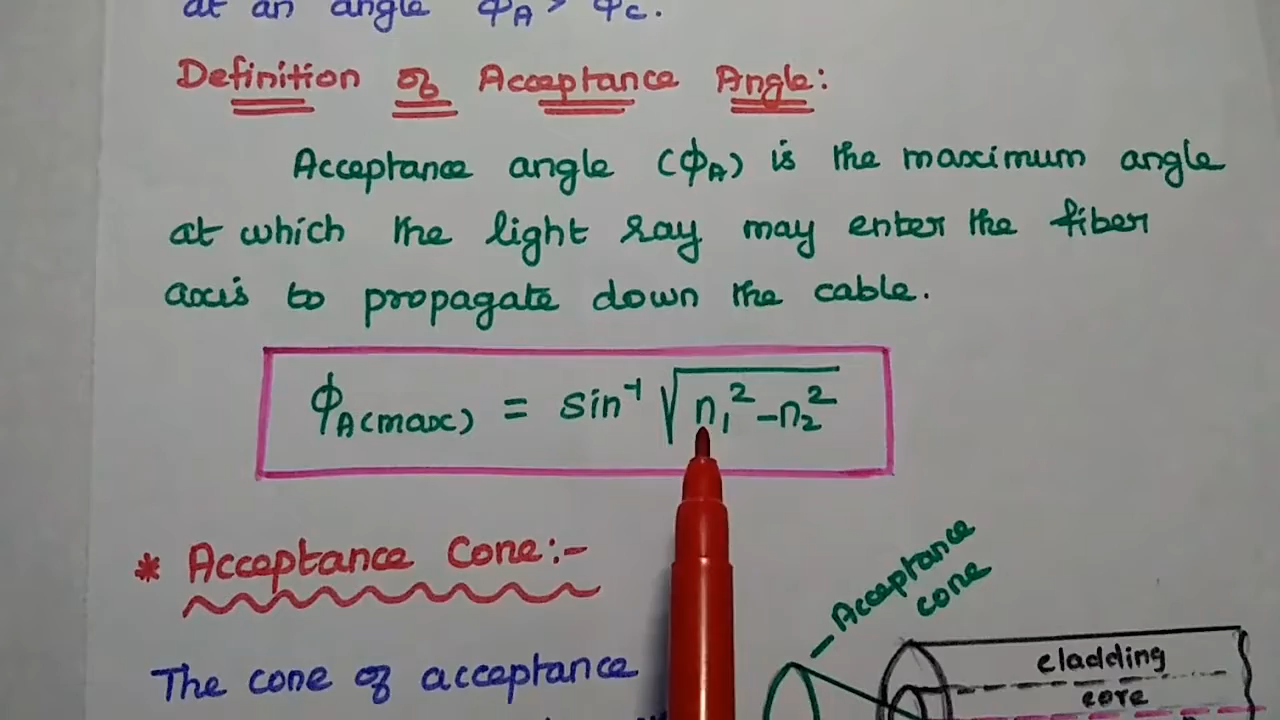 at an angle ϕA > ϕc.
Definition of Acceptance Angle:
Acceptance angle (ϕA) is the maximum angle
at which the light ray may enter the fiber
axis to propagate down the cable.
ϕA(max) = sin⁻¹ √(n₁² - n₂²)
* Acceptance Cone:-
Acceptance
cone
The cone of acceptance
cladding
core